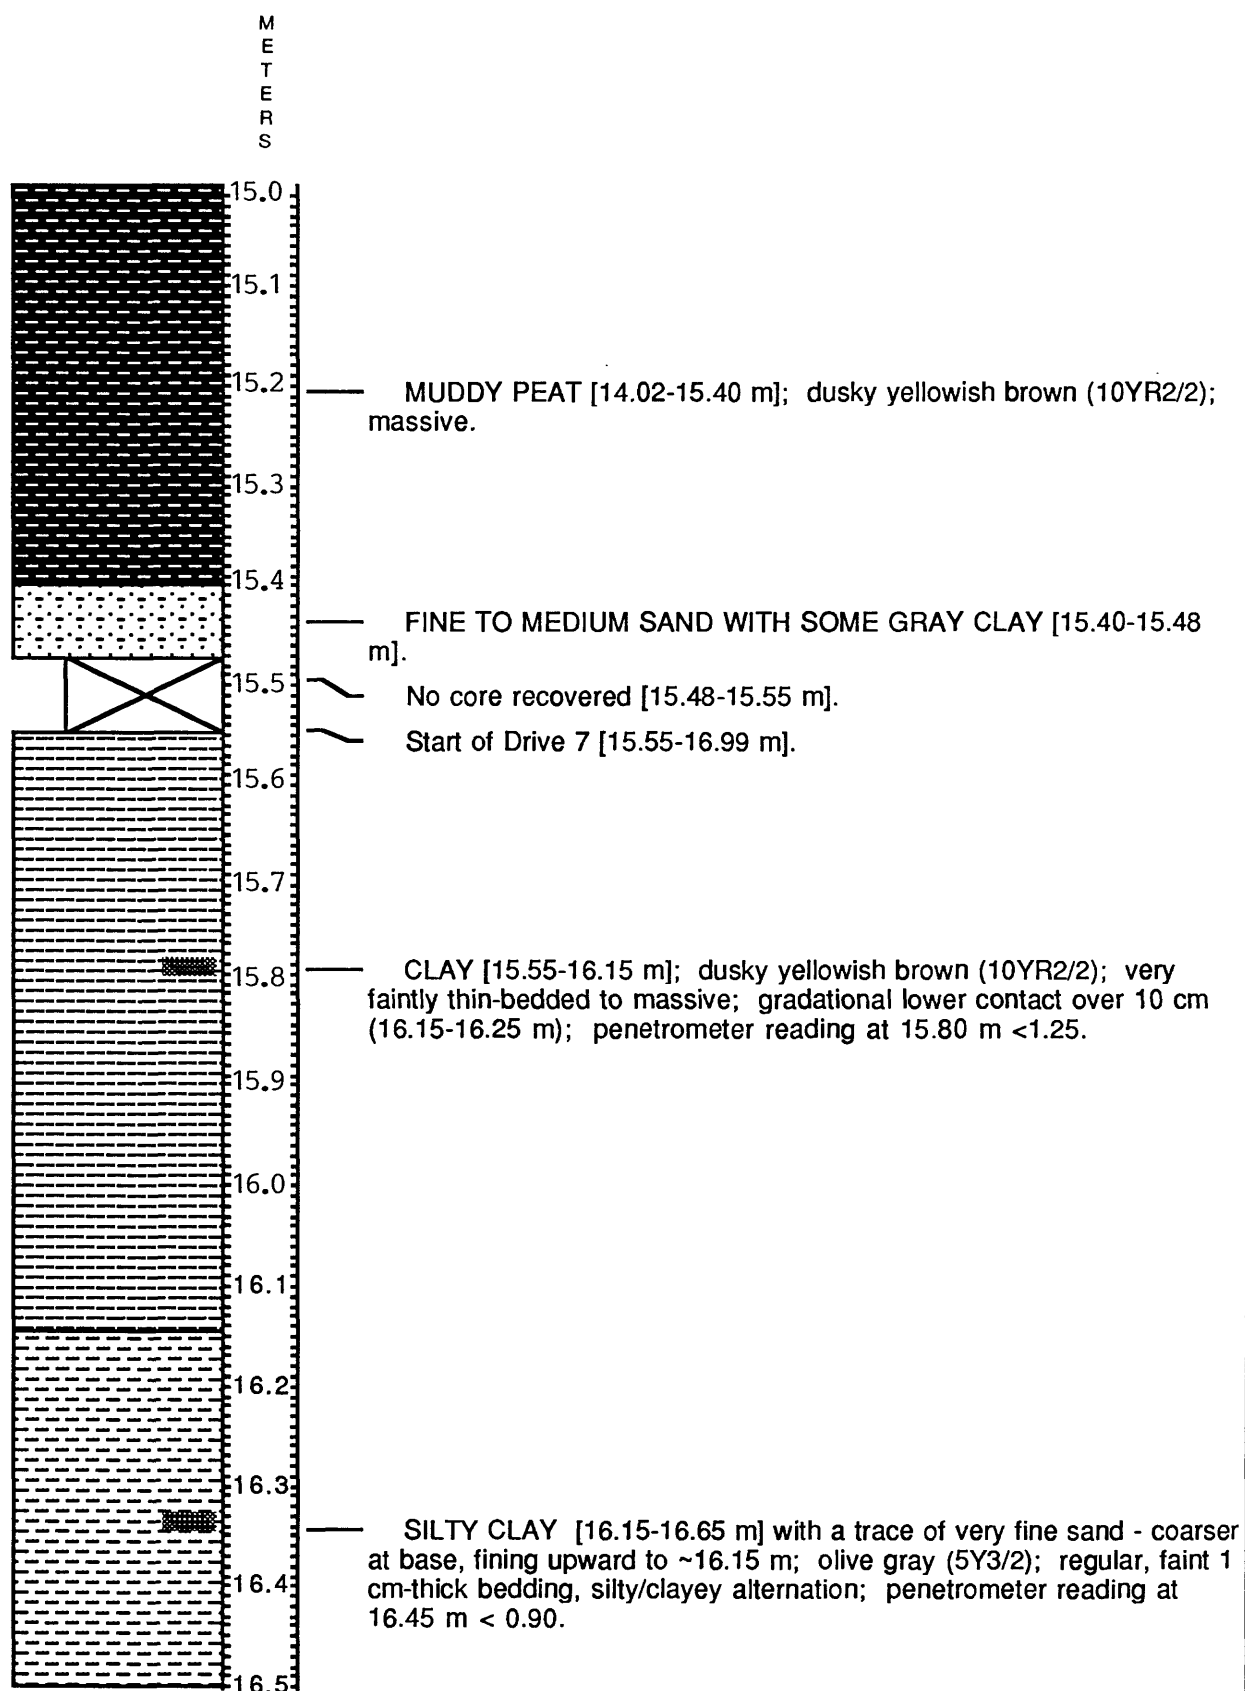 M
E
T
E
R
S
15.0
15.1
15.2
MUDDY PEAT [14.02-15.40 m]; dusky yellowish brown (10YR2/2);
massive.
15.3
15.4
FINE TO MEDIUM SAND WITH SOME GRAY CLAY [15.40-15.48
m].
15.5
No core recovered [15.48-15.55 m].
Start of Drive 7 [15.55-16.99 m].
15.6
15.7
15.8
CLAY [15.55-16.15 m]; dusky yellowish brown (10YR2/2); very
faintly thin-bedded to massive; gradational lower contact over 10 cm
(16.15-16.25 m); penetrometer reading at 15.80 m <1.25.
15.9
16.0
16.1
16.2
16.3
SILTY CLAY [16.15-16.65 m] with a trace of very fine sand - coarser
at base, fining upward to ~16.15 m; olive gray (5Y3/2); regular, faint 1
cm-thick bedding, silty/clayey alternation; penetrometer reading at
16.45 m < 0.90.
16.4
16.5